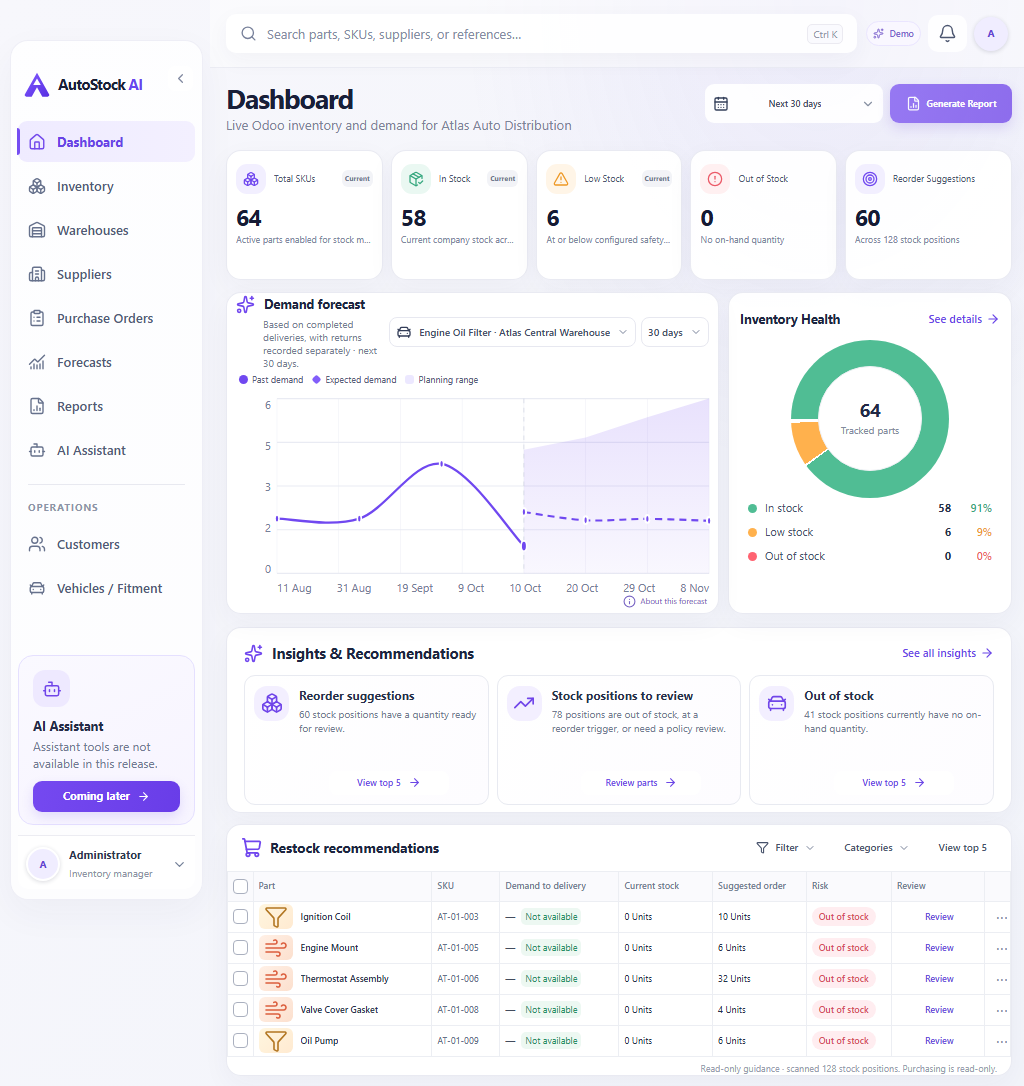 Search parts, SKUs, suppliers, or references...
Ctrl K
Demo
A
AutoStock AI
Dashboard
Inventory
Warehouses
Suppliers
Purchase Orders
Forecasts
Reports
AI Assistant
OPERATIONS
Customers
Vehicles / Fitment
AI Assistant
Assistant tools are not
available in this release.
Coming later
A
Administrator
Inventory manager
Dashboard
Live Odoo inventory and demand for Atlas Auto Distribution
Next 30 days
Generate Report
Total SKUs
Current
64
Active parts enabled for stock m...
In Stock
Current
58
Current company stock acr...
Low Stock
Current
6
At or below configured safety...
Out of Stock
0
No on-hand quantity
Reorder Suggestions
60
Across 128 stock positions
Demand forecast
Based on completed
deliveries, with returns
recorded separately · next
30 days.
Engine Oil Filter · Atlas Central Warehouse
30 days
Past demand
Expected demand
Planning range
6
5
3
2
0
11 Aug
31 Aug
19 Sept
9 Oct
10 Oct
20 Oct
29 Oct
8 Nov
About this forecast
Inventory Health
See details
64
Tracked parts
In stock 58 91%
Low stock 6 9%
Out of stock 0 0%
Insights & Recommendations
See all insights
Reorder suggestions
60 stock positions have a quantity ready
for review.
View top 5
Stock positions to review
78 positions are out of stock, at a
reorder trigger, or need a policy review.
Review parts
Out of stock
41 stock positions currently have no on-
hand quantity.
View top 5
Restock recommendations
Filter
Categories
View top 5
Part SKU Demand to delivery Current stock Suggested order Risk Review
Ignition Coil AT-01-003 — Not available 0 Units 10 Units Out of stock Review ...
Engine Mount AT-01-005 — Not available 0 Units 6 Units Out of stock Review ...
Thermostat Assembly AT-01-006 — Not available 0 Units 32 Units Out of stock Review ...
Valve Cover Gasket AT-01-008 — Not available 0 Units 4 Units Out of stock Review ...
Oil Pump AT-01-009 — Not available 0 Units 6 Units Out of stock Review ...
Read-only guidance · scanned 128 stock positions. Purchasing is read-only.